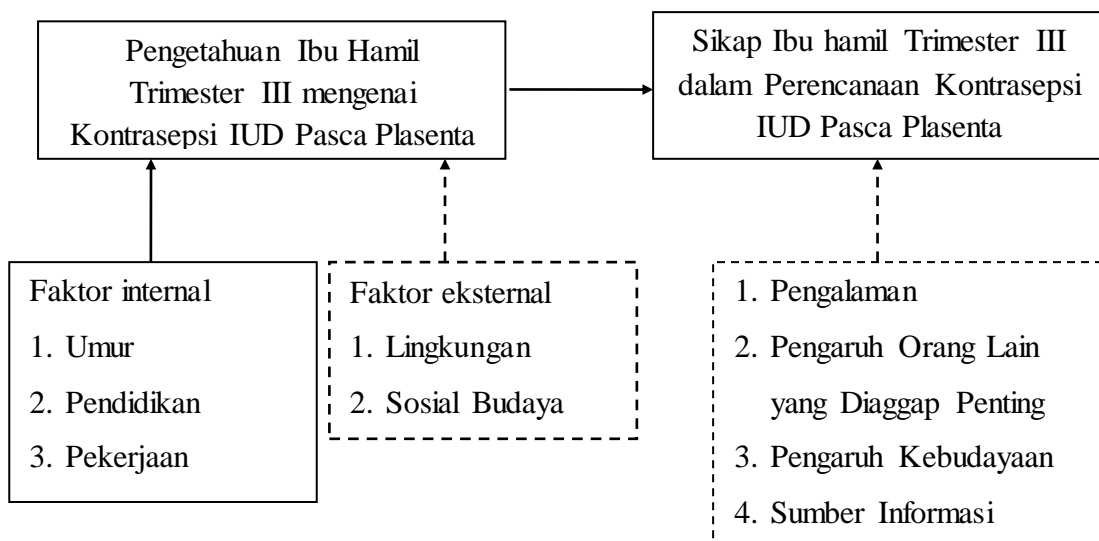 Pengetahuan Ibu Hamil
Trimester III mengenai
Kontrasepsi IUD Pasca Plasenta
Sikap Ibu hamil Trimester III
dalam Perencanaan Kontrasepsi
IUD Pasca Plasenta
Faktor internal
1. Umur
2. Pendidikan
3. Pekerjaan
Faktor eksternal
1. Lingkungan
2. Sosial Budaya
1. Pengalaman
2. Pengaruh Orang Lain
yang Diaggap Penting
3. Pengaruh Kebudayaan
4. Sumber Informasi